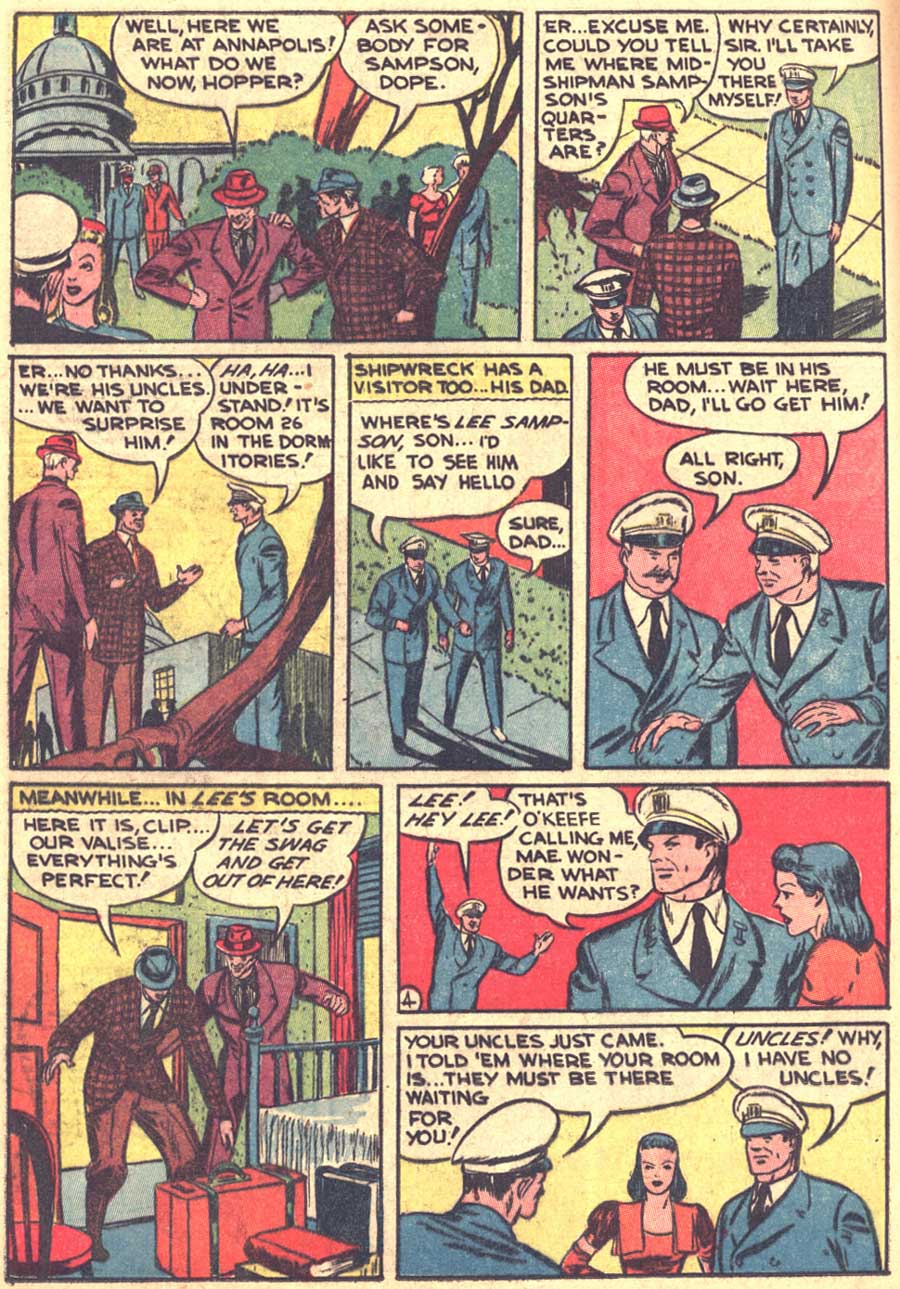 WELL, HERE WE
ARE AT ANNAPOLIS!
WHAT DO WE
NOW, HOPPER?
ASK SOME-
BODY FOR
SAMPSON,
DOPE.
ER...EXCUSE ME.
COULD YOU TELL
ME WHERE MID-
SHIPMAN SAMP-
SON'S
QUAR-
TERS
ARE?
WHY CERTAINLY,
SIR. I'LL TAKE
YOU
THERE
MYSELF!
ER...NO THANKS...
WE'RE HIS UNCLES.
...WE WANT TO
SURPRISE
HIM!
HA, HA...I
UNDER-
STAND! IT'S
ROOM 26
IN THE DORM-
ITORIES!
SHIPWRECK HAS A
VISITOR TOO...HIS DAD.
WHERE'S LEE SAMP-
SON, SON... I'D
LIKE TO SEE HIM
AND SAY HELLO
SURE,
DAD...
HE MUST BE IN HIS
ROOM...WAIT HERE,
DAD, I'LL GO GET HIM!
ALL RIGHT,
SON.
MEANWHILE... IN LEE'S ROOM....
HERE IT IS, CLIP....
OUR VALISE...
EVERYTHING'S
PERFECT!
LET'S GET
THE SWAG
AND GET
OUT OF HERE!
LEE!
HEY LEE!
THAT'S
O'KEEFE
CALLING ME,
MAE. WON-
DER WHAT
HE WANTS?
4
YOUR UNCLES JUST CAME.
I TOLD 'EM WHERE YOUR ROOM
IS...THEY MUST BE THERE
WAITING
FOR
YOU!
UNCLES! WHY,
I HAVE NO
UNCLES!